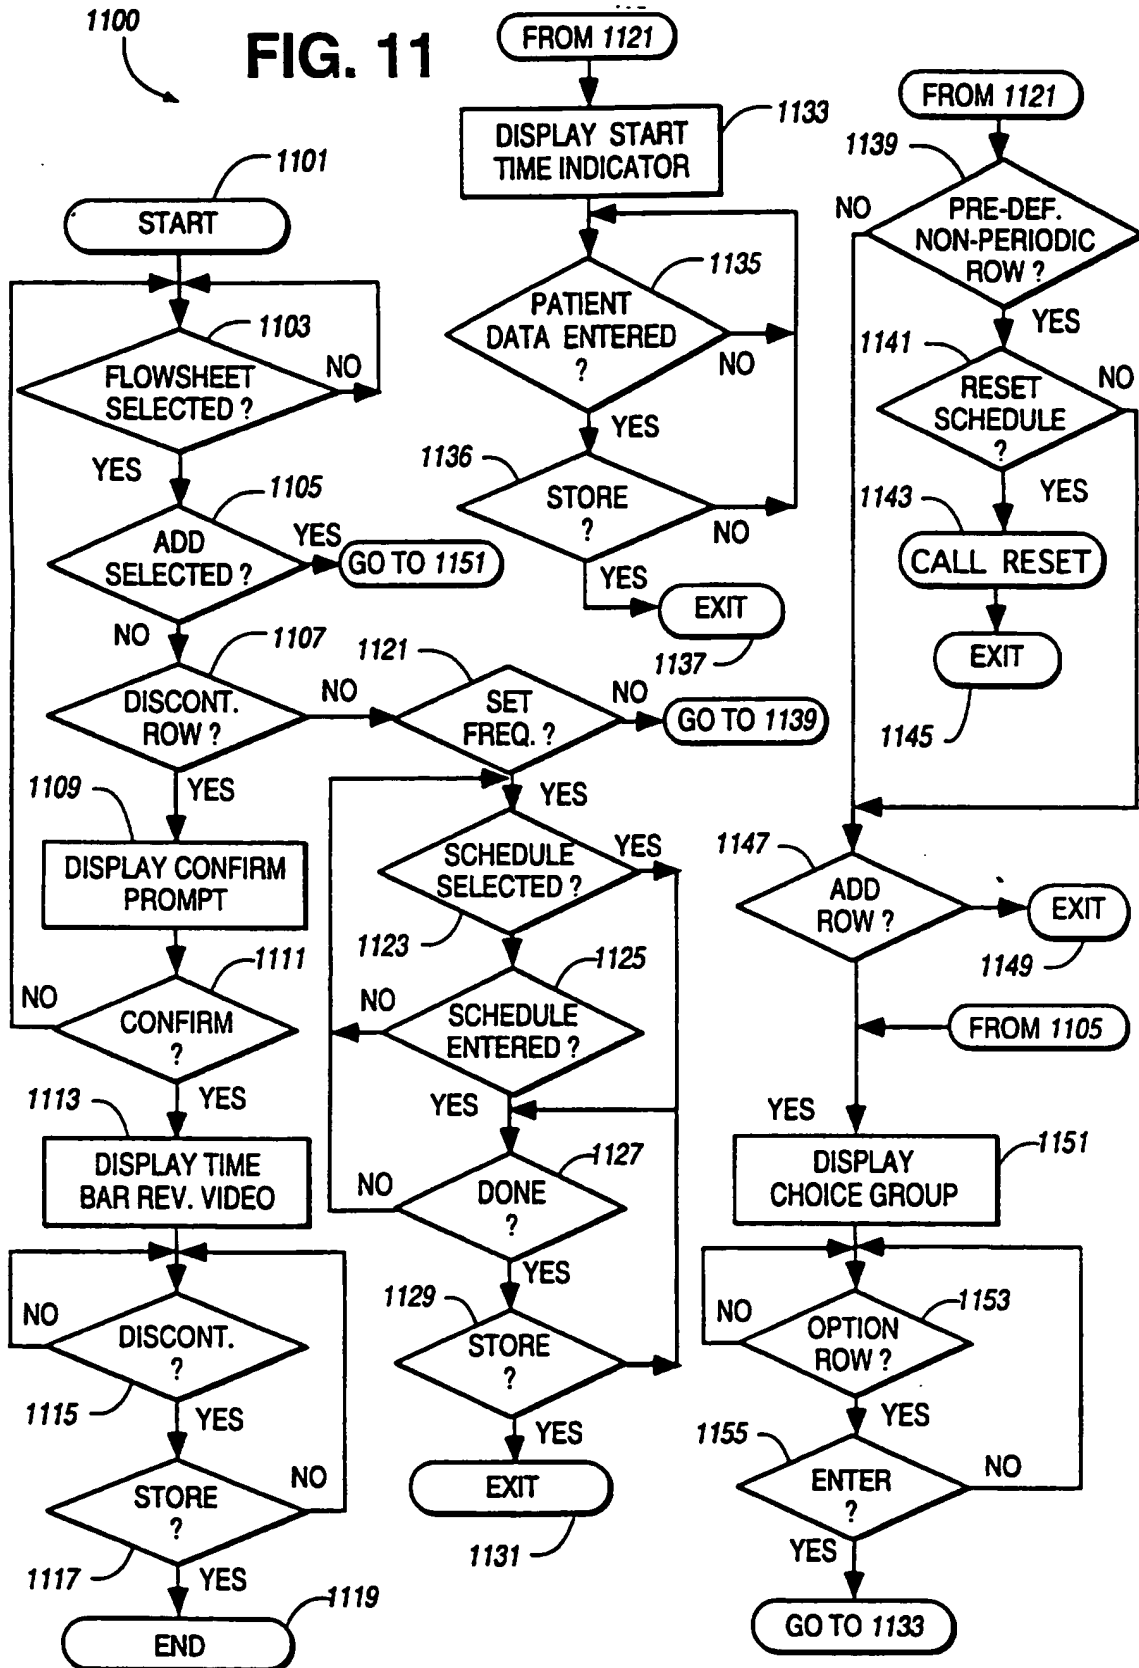 1100
FIG. 11
1101
START
1103
FLOWSHEET
SELECTED ?
NO
YES
1105
ADD
SELECTED ?
YES
GO TO 1151
NO
1107
DISCONT.
ROW ?
NO
YES
1109
DISPLAY CONFIRM
PROMPT
1111
NO
CONFIRM
?
YES
1113
DISPLAY TIME
BAR REV. VIDEO
NO
DISCONT.
?
1115
YES
STORE
?
NO
1117
YES
1119
END
FROM 1121
1133
DISPLAY START
TIME INDICATOR
1135
PATIENT
DATA ENTERED
?
NO
YES
1136
STORE
?
NO
YES
EXIT
1137
1121
SET
FREQ. ?
NO
GO TO 1139
YES
SCHEDULE
SELECTED ?
YES
1123
1125
NO
SCHEDULE
ENTERED ?
YES
1127
NO
DONE
?
YES
1129
STORE
?
YES
EXIT
1131
FROM 1121
1139
NO
PRE-DEF.
NON-PERIODIC
ROW ?
YES
1141
NO
RESET
SCHEDULE
?
YES
1143
CALL RESET
EXIT
1145
1147
ADD
ROW ?
EXIT
1149
FROM 1105
YES
1151
DISPLAY
CHOICE GROUP
1153
NO
OPTION
ROW ?
YES
1155
ENTER
?
NO
YES
GO TO 1133